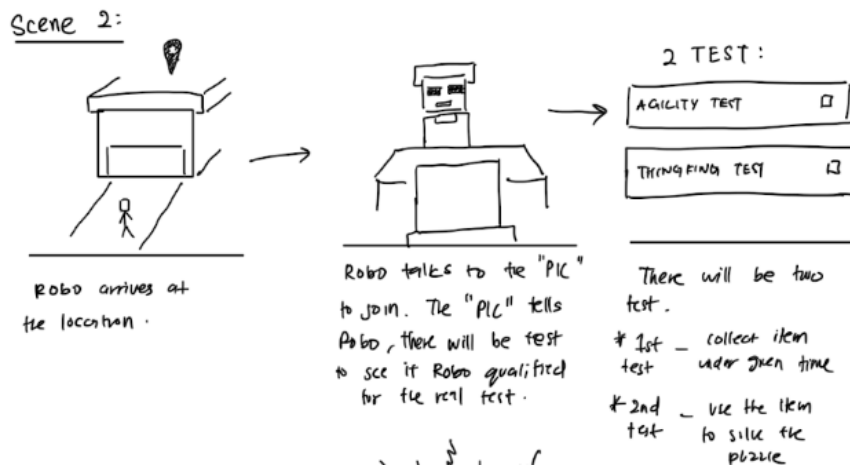 Scene 2:
Robo arrives at
the location.
Robo talks to the "PIC"
to join. The "PIC" tells
Robo, there will be test
to see if Robo qualified
for the real test.
2 TEST:
AGILITY TEST
THINGKING TEST
There will be two
test.
* 1st test - collect item
under given time
* 2nd test - use the item
to solve the
puzzle